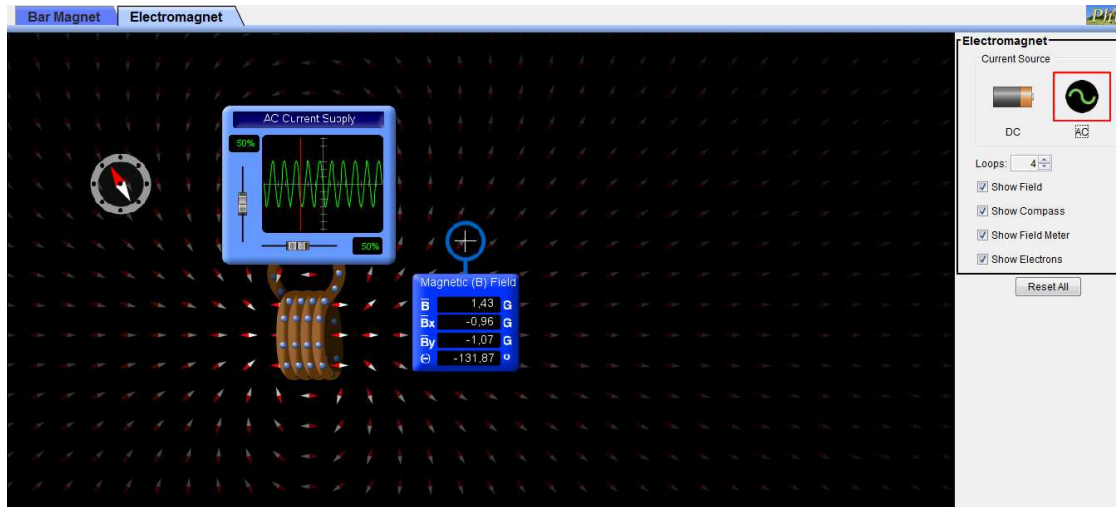 Bar Magnet
Electromagnet
Electromagnet
Current Source
DC
AC
Loops: 4
Show Field
Show Compass
Show Field Meter
Show Electrons
Reset All
AC Current Supply
50%
50%
Magnetic (B) Field
B 1,43 G
Bx -0,96 G
By -1,07 G
Θ -131,87 º